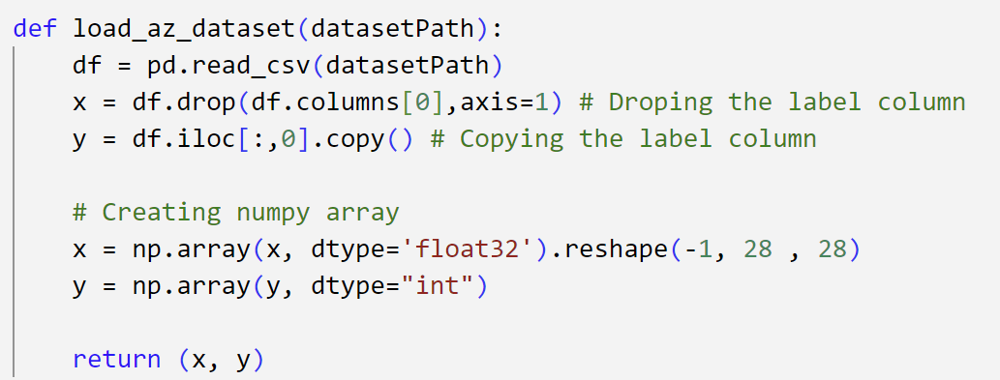 def load_az_dataset(datasetPath):
    df = pd.read_csv(datasetPath)
    x = df.drop(df.columns[0],axis=1) # Droping the label column
    y = df.iloc[:,0].copy() # Copying the label column

    # Creating numpy array
    x = np.array(x, dtype='float32').reshape(-1, 28 , 28)
    y = np.array(y, dtype="int")

    return (x, y)